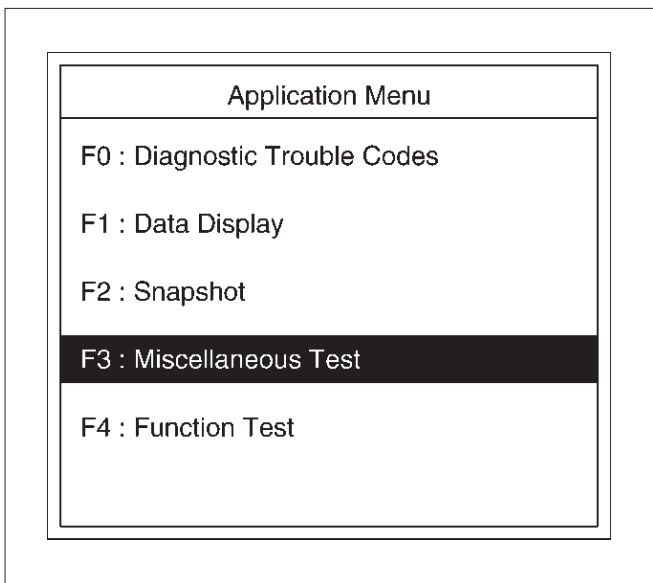 Application Menu
F0 : Diagnostic Trouble Codes
F1 : Data Display
F2 : Snapshot
F3 : Miscellaneous Test
F4 : Function Test